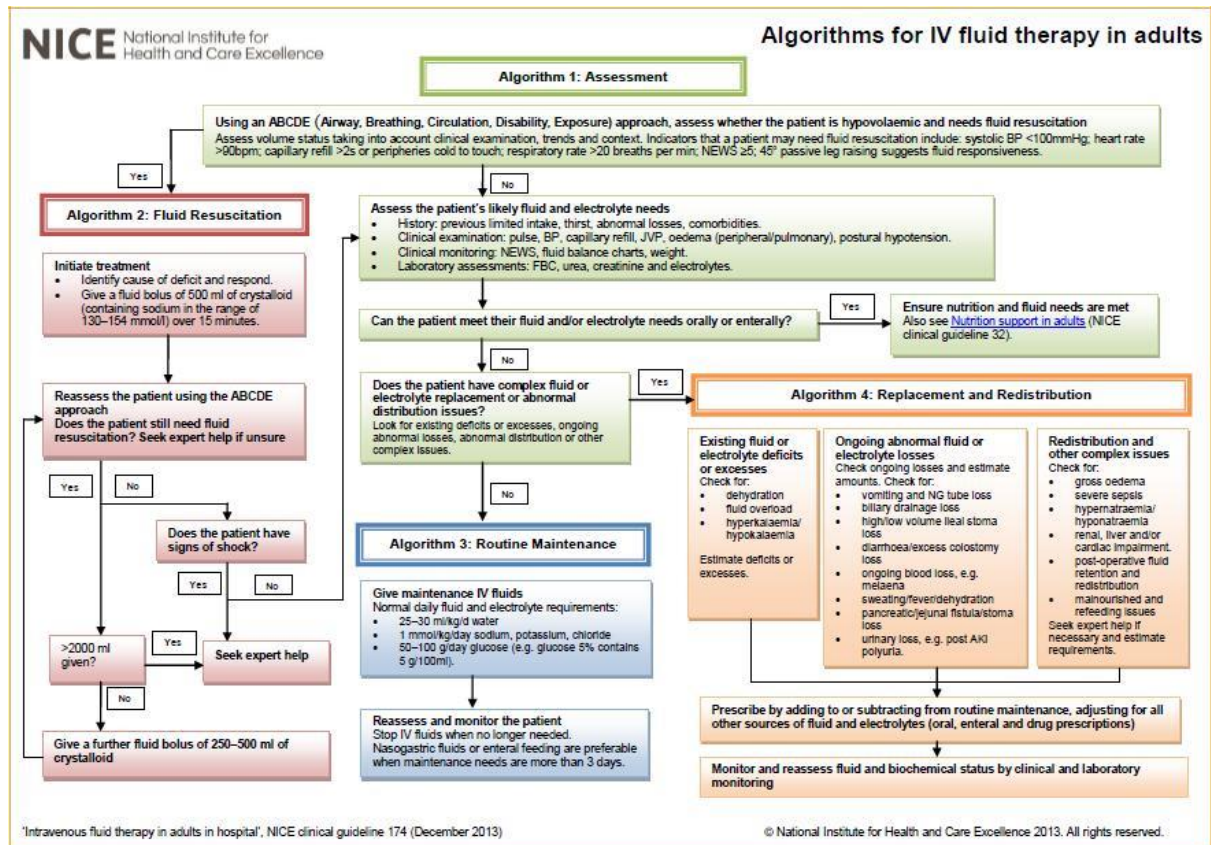 NICE National Institute for
Health and Care Excellence
Algorithms for IV fluid therapy in adults
Algorithm 1: Assessment
Using an ABCDE (Airway, Breathing, Circulation, Disability, Exposure) approach, assess whether the patient is hypovolaemic and needs fluid resuscitation
Assess volume status taking into account clinical examination, trends and context. Indicators that a patient may need fluid resuscitation include: systolic BP <100mmHg; heart rate
>90bpm; capillary refill >2s or peripheries cold to touch; respiratory rate >20 breaths per min; NEWS ≥5; 45° passive leg raising suggests fluid responsiveness.
Yes
No
Algorithm 2: Fluid Resuscitation
Initiate treatment
• Identify cause of deficit and respond.
• Give a fluid bolus of 500 ml of crystalloid
(containing sodium in the range of
130–154 mmol/l) over 15 minutes.
Reassess the patient using the ABCDE
approach
Does the patient still need fluid
resuscitation? Seek expert help if unsure
Yes
No
Does the patient have
signs of shock?
Yes
No
>2000 ml
given?
Yes
Seek expert help
No
Give a further fluid bolus of 250–500 ml of
crystalloid
Assess the patient's likely fluid and electrolyte needs
• History: previous limited intake, thirst, abnormal losses, comorbidities.
• Clinical examination: pulse, BP, capillary refill, JVP, oedema (peripheral/pulmonary), postural hypotension.
• Clinical monitoring: NEWS, fluid balance charts, weight.
• Laboratory assessments: FBC, urea, creatinine and electrolytes.
Can the patient meet their fluid and/or electrolyte needs orally or enterally?
Yes
Ensure nutrition and fluid needs are met
Also see Nutrition support in adults (NICE
clinical guideline 32).
No
Does the patient have complex fluid or
electrolyte replacement or abnormal
distribution issues?
Look for existing deficits or excesses, ongoing
abnormal losses, abnormal distribution or other
complex issues.
Yes
No
Algorithm 3: Routine Maintenance
Give maintenance IV fluids
Normal daily fluid and electrolyte requirements:
• 25–30 ml/kg/d water
• 1 mmol/kg/day sodium, potassium, chloride
• 50–100 g/day glucose (e.g. glucose 5% contains
5 g/100ml).
Reassess and monitor the patient
Stop IV fluids when no longer needed.
Nasogastric fluids or enteral feeding are preferable
when maintenance needs are more than 3 days.
Algorithm 4: Replacement and Redistribution
Existing fluid or
electrolyte deficits
or excesses
Check for:
• dehydration
• fluid overload
• hyperkalaemia/
hypokalaemia
Estimate deficits or
excesses.
Ongoing abnormal fluid or
electrolyte losses
Check ongoing losses and estimate
amounts. Check for:
• vomiting and NG tube loss
• biliary drainage loss
• high/low volume ileal stoma
loss
• diarrhoea/excess colostomy
loss
• ongoing blood loss, e.g.
melaena
• sweating/fever/dehydration
• pancreatic/jejunal fistula/stoma
loss
• urinary loss, e.g. post AKI
polyuria.
Redistribution and
other complex issues
Check for:
• gross oedema
• severe sepsis
• hypernatraemia/
hyponatraemia
• renal, liver and/or
cardiac impairment.
• post-operative fluid
retention and
redistribution
• malnourished and
refeeding issues
Seek expert help if
necessary and estimate
requirements.
Prescribe by adding to or subtracting from routine maintenance, adjusting for all
other sources of fluid and electrolytes (oral, enteral and drug prescriptions)
Monitor and reassess fluid and biochemical status by clinical and laboratory
monitoring
'Intravenous fluid therapy in adults in hospital', NICE clinical guideline 174 (December 2013)
© National Institute for Health and Care Excellence 2013. All rights reserved.